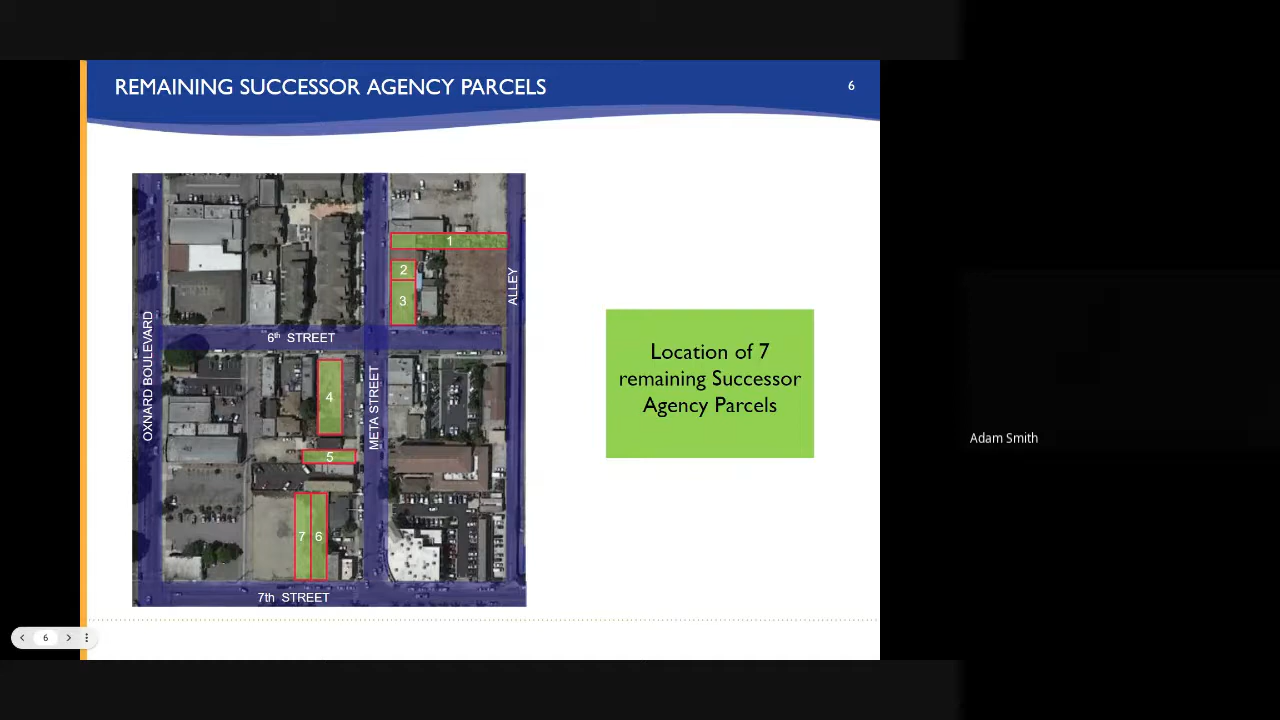 REMAINING SUCCESSOR AGENCY PARCELS
6
1
2
3
ALLEY
OXNARD BOULEVARD
6th STREET
META STREET
4
5
7 6
7th STREET
Location of 7
remaining Successor
Agency Parcels
Adam Smith
6